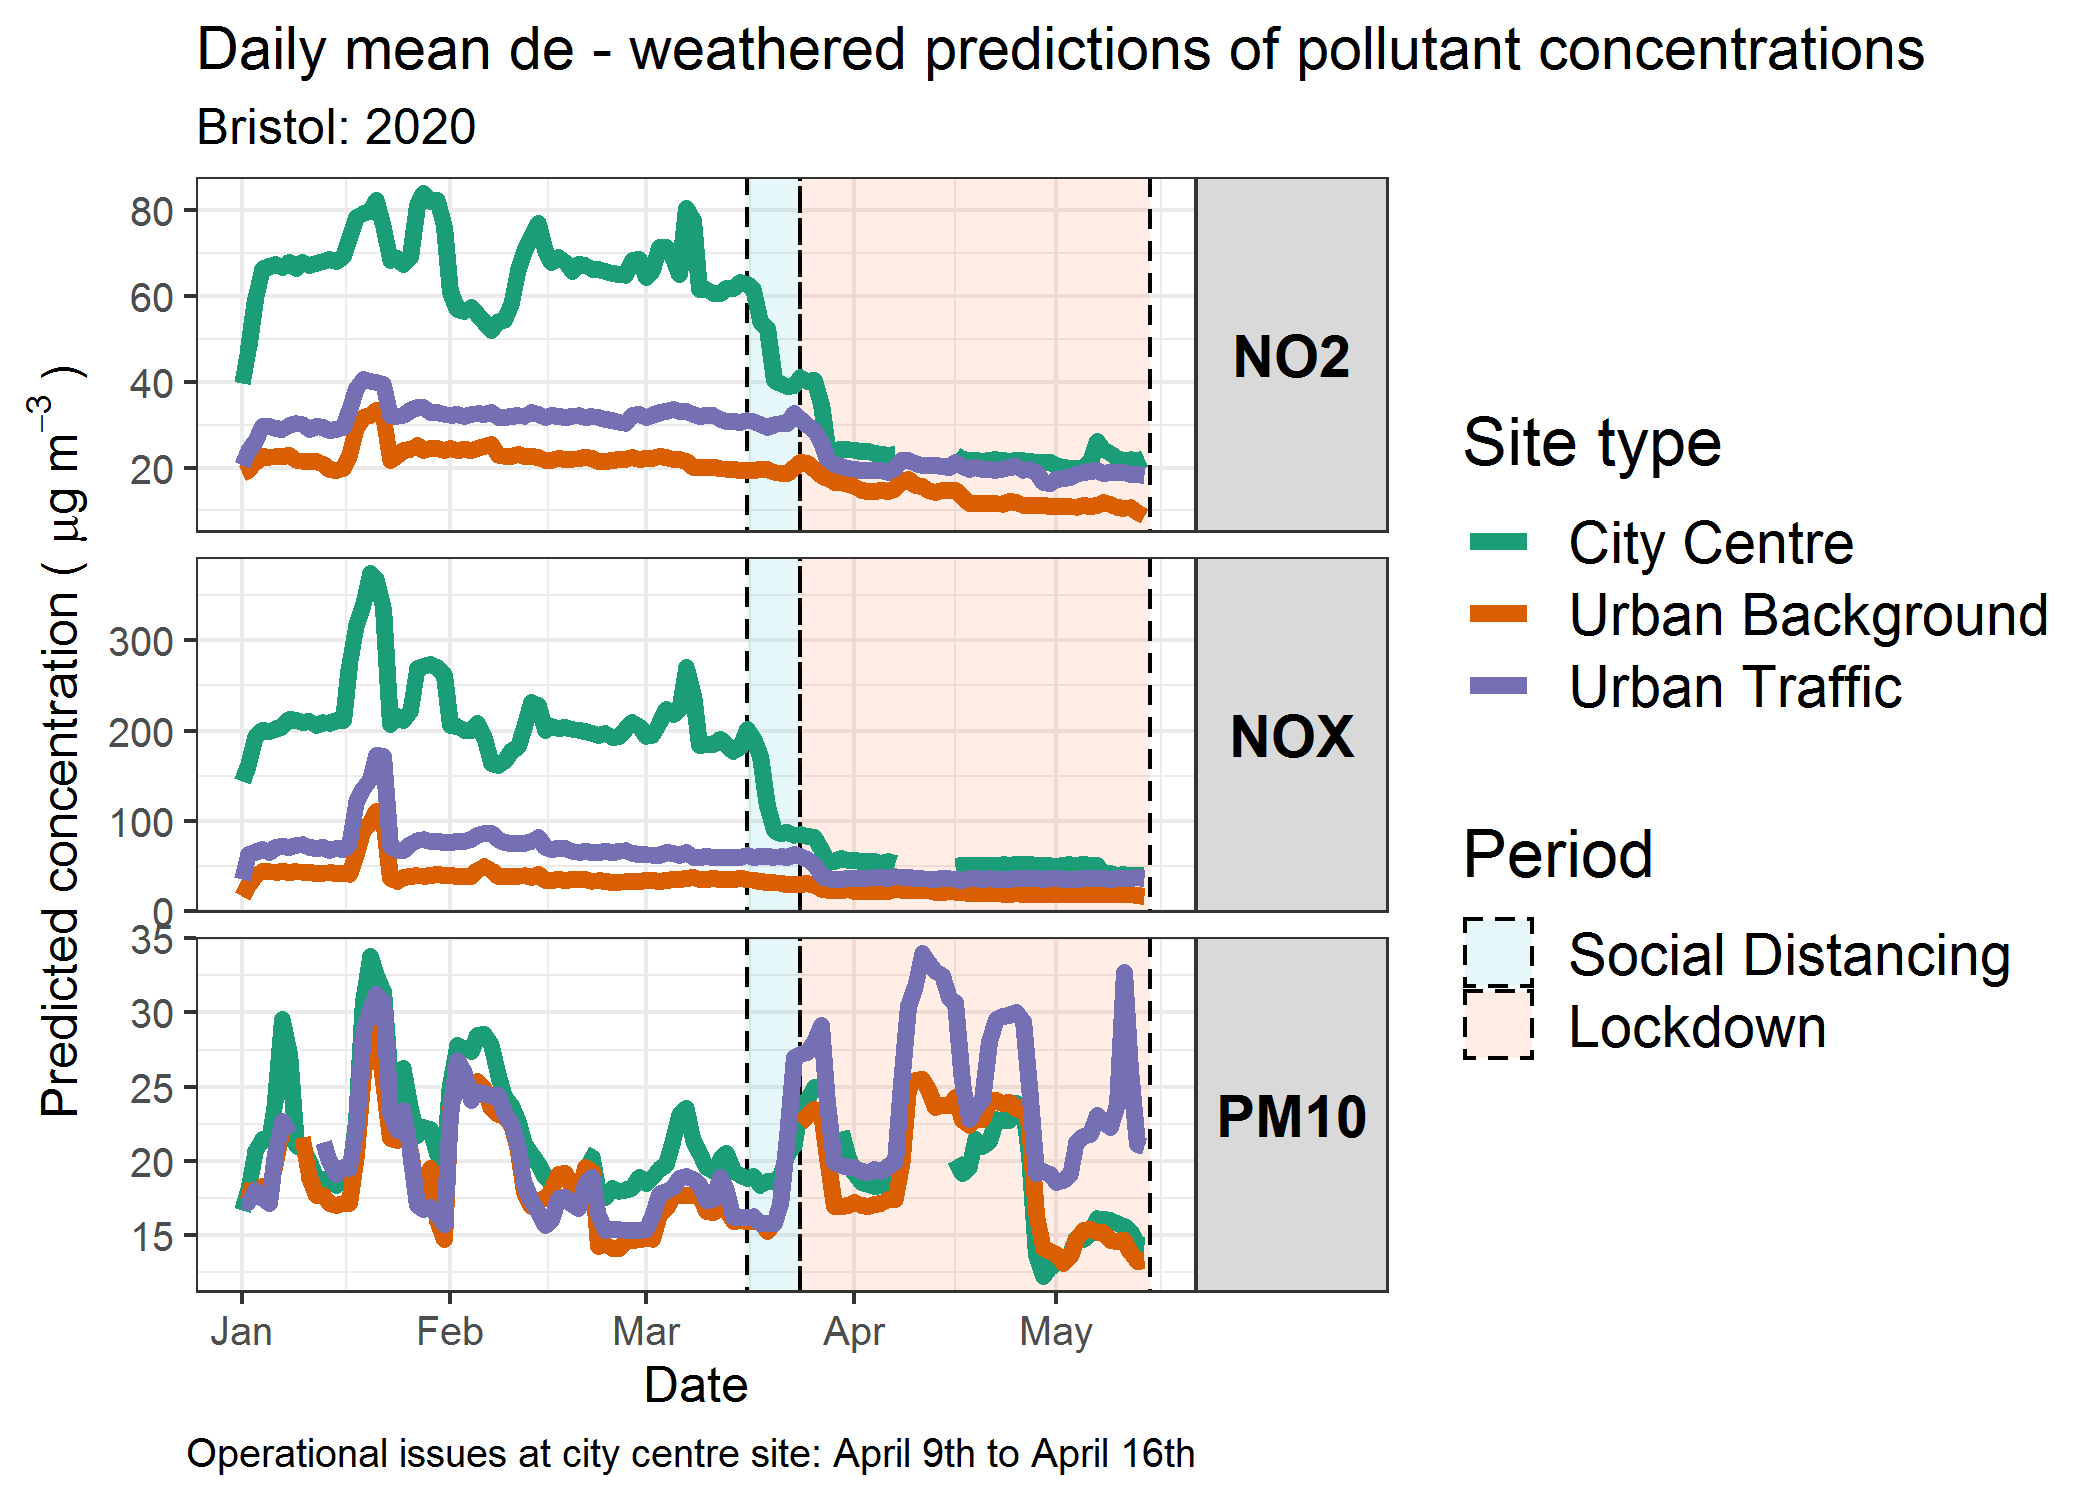 Daily mean de - weathered predictions of pollutant concentrations
Bristol: 2020
Predicted concentration ( μg m⁻³ )
80
60
40
20
NO2
300
200
100
0
NOX
35
30
25
20
15
PM10
Jan Feb Mar Apr May
Date
Operational issues at city centre site: April 9th to April 16th
Site type
City Centre
Urban Background
Urban Traffic
Period
Social Distancing
Lockdown